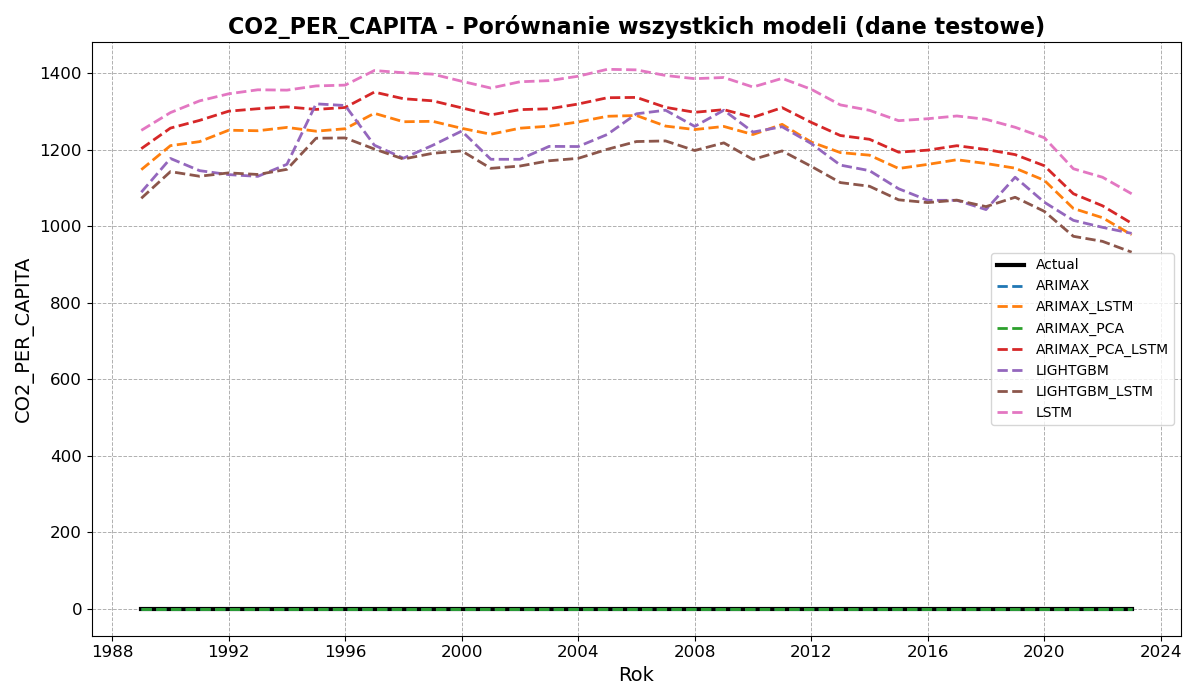 CO2_PER_CAPITA - Porównanie wszystkich modeli (dane testowe)
CO2_PER_CAPITA
1400
1200
1000
800
600
400
200
0
Actual
ARIMAX
ARIMAX_LSTM
ARIMAX_PCA
ARIMAX_PCA_LSTM
LIGHTGBM
LIGHTGBM_LSTM
LSTM
1988 1992 1996 2000 2004 2008 2012 2016 2020 2024
Rok